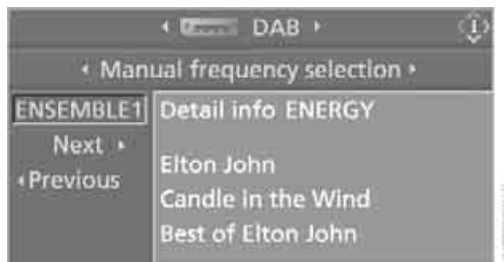 DAB
Manual frequency selection
ENSEMBLE1
Next
Previous
Detail info ENERGY
Elton John
Candle in the Wind
Best of Elton John